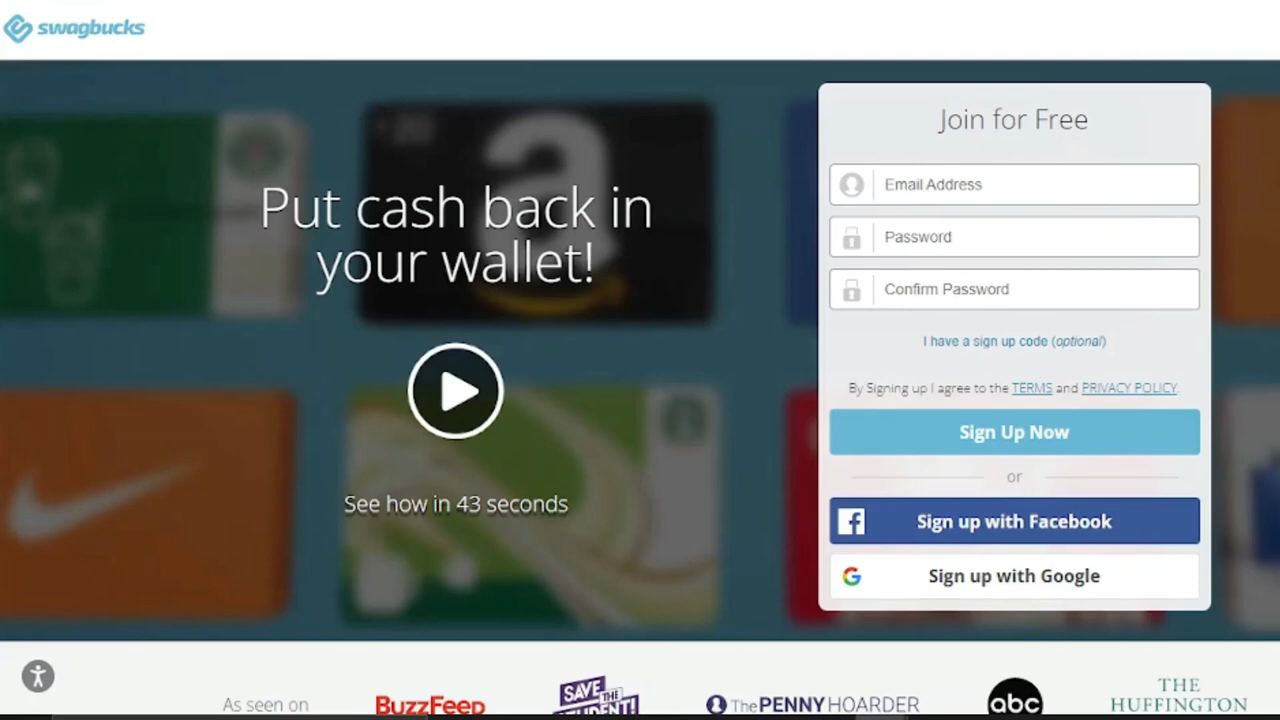 swagbucks
Put cash back in
your wallet!
See how in 43 seconds
Join for Free
Email Address
Password
Confirm Password
I have a sign up code (optional)
By Signing up I agree to the TERMS and PRIVACY POLICY.
Sign Up Now
or
Sign up with Facebook
Sign up with Google
As seen on
BuzzFeed
SAVE THE STUDENT!
The PENNY HOARDER
abc
THE
HUFFINGTON